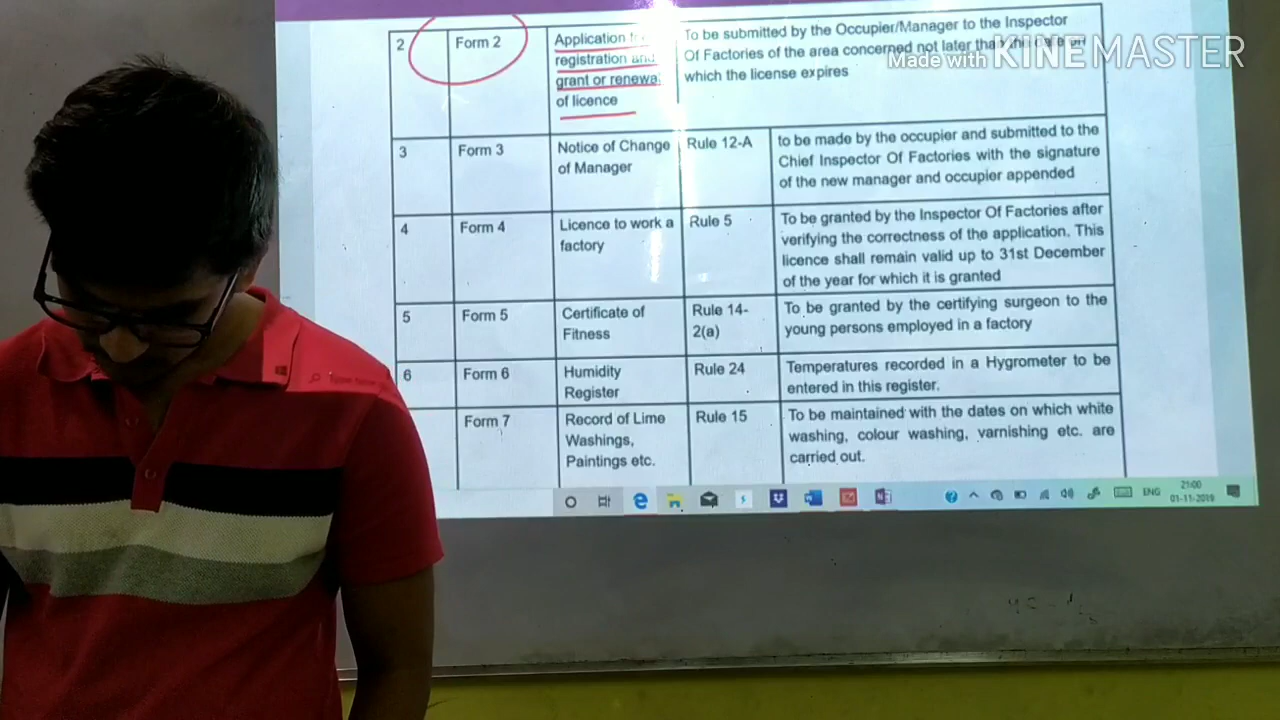 2
Form 2
Application
registration and
grant or renewa
of licence
To be submitted by the Occupier/Manager to the Inspector
Of Factories of the area concerned not later
which the license expires
Made with KINEMASTER
3
Form 3
Notice of Change
of Manager
Rule 12-A
to be made by the occupier and submitted to the
Chief Inspector Of Factories with the signature
of the new manager and occupier appended
4
Form 4
Licence to work a
factory
Rule 5
To be granted by the Inspector Of Factories after
verifying the correctness of the application. This
licence shall remain valid up to 31st December
of the year for which it is granted
5
Form 5
Certificate of
Fitness
Rule 14-
2(a)
To be granted by the certifying surgeon to the
young persons employed in a factory
6
Form 6
Humidity
Register
Rule 24
Temperatures recorded in a Hygrometer to be
entered in this register.
Form 7
Record of Lime
Washings,
Paintings etc.
Rule 15
To be maintained with the dates on which white
washing, colour washing, varnishing etc. are
carried out.
ENG
21:00
01-11-2019